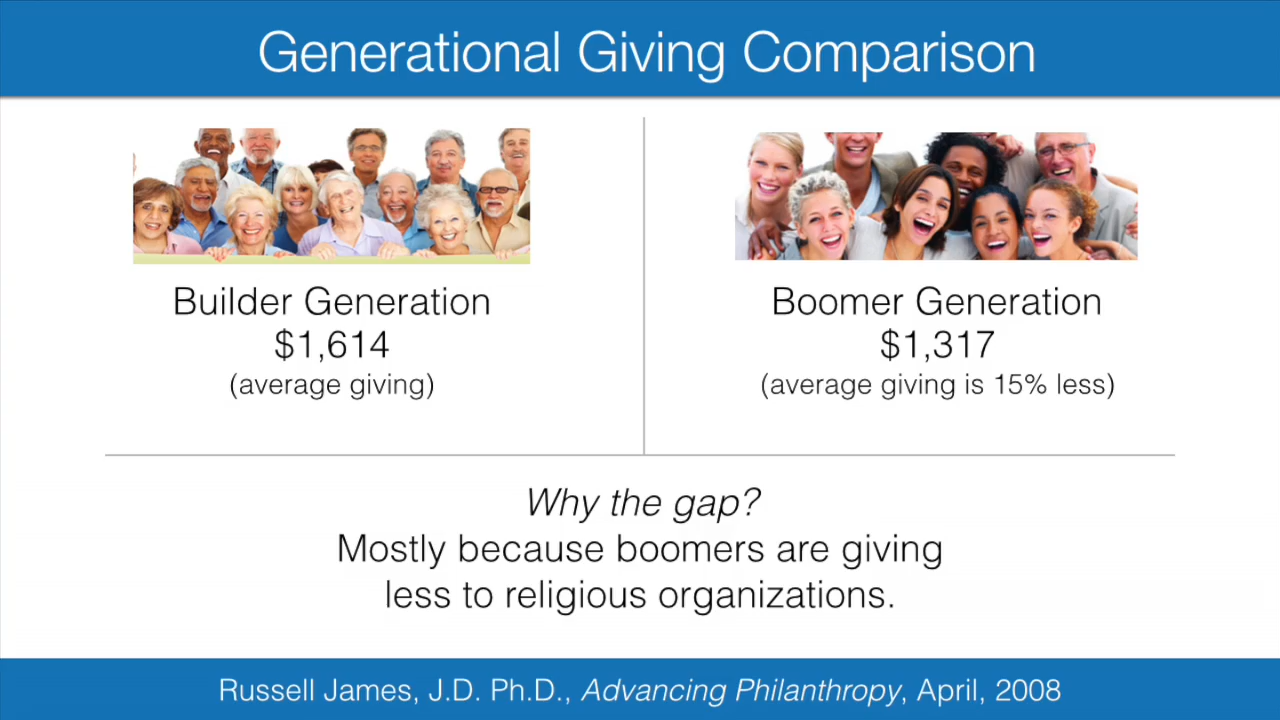 Generational Giving Comparison
Builder Generation
$1,614
(average giving)
Boomer Generation
$1,317
(average giving is 15% less)
Why the gap?
Mostly because boomers are giving
less to religious organizations.
Russell James, J.D. Ph.D., Advancing Philanthropy, April, 2008